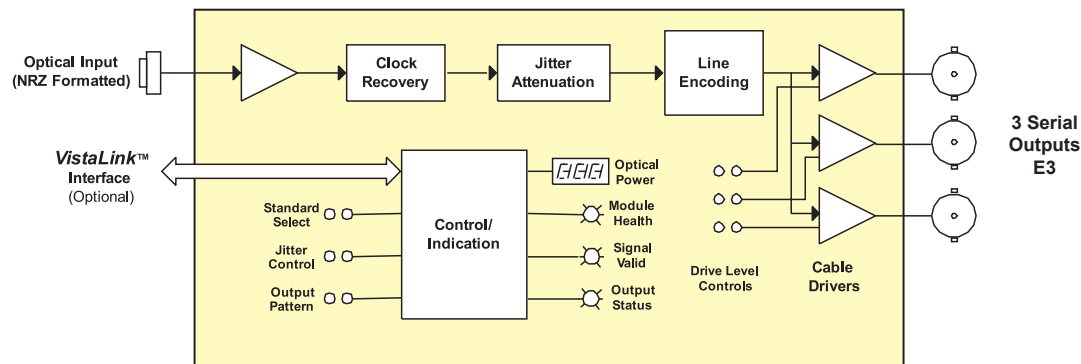 Optical Input
(NRZ Formatted)
Clock
Recovery
Jitter
Attenuation
Line
Encoding
3 Serial
Outputs
E3
VistaLink™
Interface
(Optional)
Control/
Indication
Optical
Power
Standard
Select
Module
Health
Jitter
Control
Signal
Valid
Output
Pattern
Output
Status
Drive Level
Controls
Cable
Drivers